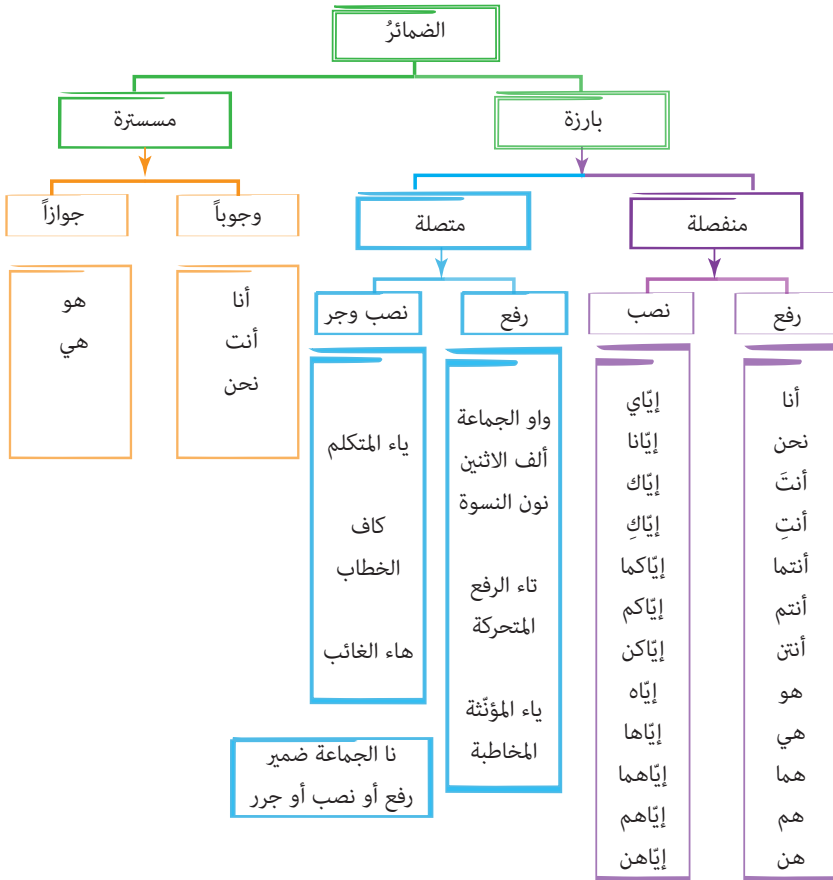 الضمائرُ
بارزة
مسسترة
منفصلة
متصلة
وجوباً
جوازاً
رفع
نصب
رفع
نصب وجر
أنا
نحن
أنتَ
أنتِ
أنتما
أنتم
أنتن
هو
هي
هما
هم
هن
إيّاي
إيّانا
إيّاك
إيّاكِ
إيّاكما
إيّاكم
إيّاكن
إيّاه
إيّاها
إيّاهما
إيّاهم
إيّاهن
واو الجماعة
ألف الاثنين
نون النسوة
تاء الرفع
المتحركة
ياء المؤنّثة
المخاطبة
ياء المتكلم
كاف
الخطاب
هاء الغائب
نا الجماعة ضمير
رفع أو نصب أو جرر
أنا
أنت
نحن
هو
هي